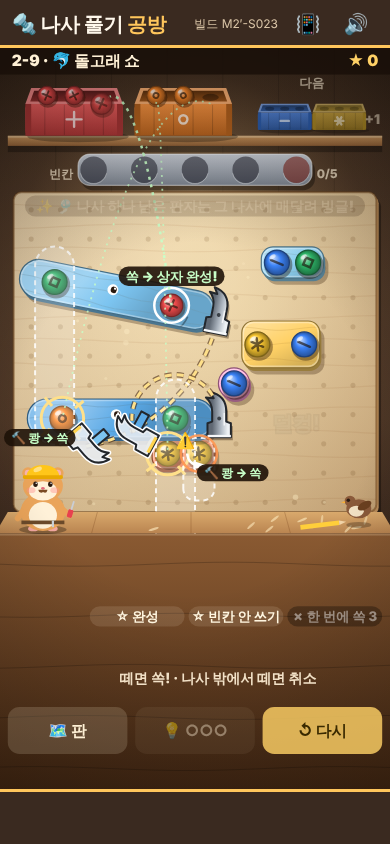 🔩 나사 풀기 공방
빌드 M2'-S023
2-9 · 🐬 돌고래 쇼
★ 0
다음
+1
빈칸
0/5
나사 하나 남은 판자는 그 나사에 매달려 빙글!
쏙 → 상자 완성!
🔨 쾅 → 쏙
🔨 쾅 → 쏙
☆ 완성
☆ 빈칸 안 쓰기
× 한 번에 쏙 3
떼면 쏙! · 나사 밖에서 떼면 취소
🗺️ 판
💡 ○○○
↺ 다시